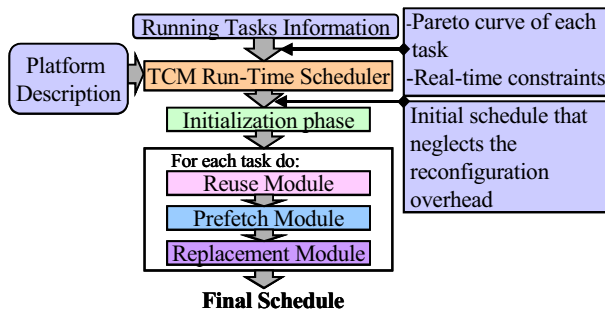 Running Tasks Information
-Pareto curve of each
task
-Real-time constraints
Platform
Description
TCM Run-Time Scheduler
Initialization phase
Initial schedule that
neglects the
reconfiguration
overhead
For each task do:
Reuse Module
Prefetch Module
Replacement Module
Final Schedule